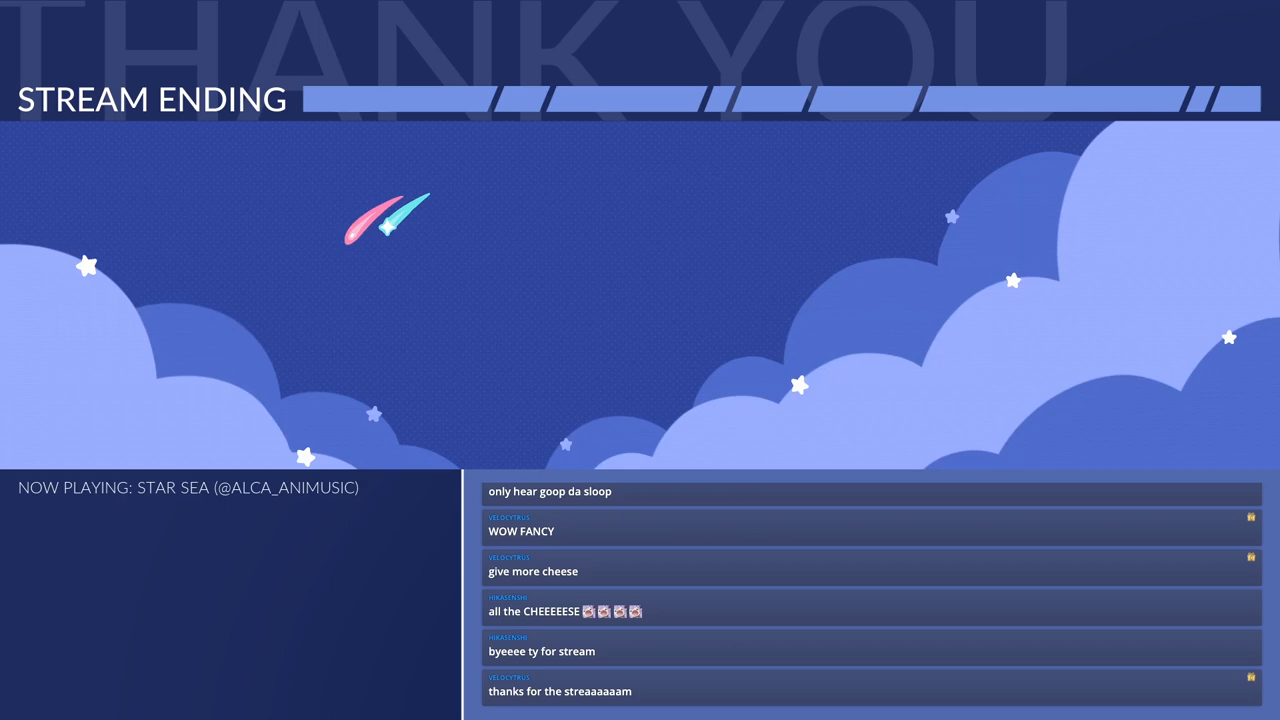 THANK YOU
STREAM ENDING
NOW PLAYING: STAR SEA (@ALCA_ANIMUSIC)
only hear goop da sloop
VELOCYTRUS
WOW FANCY
VELOCYTRUS
give more cheese
HIKASENSHI
all the CHEEEEESE
HIKASENSHI
byeeee ty for stream
VELOCYTRUS
thanks for the streaaaaaam